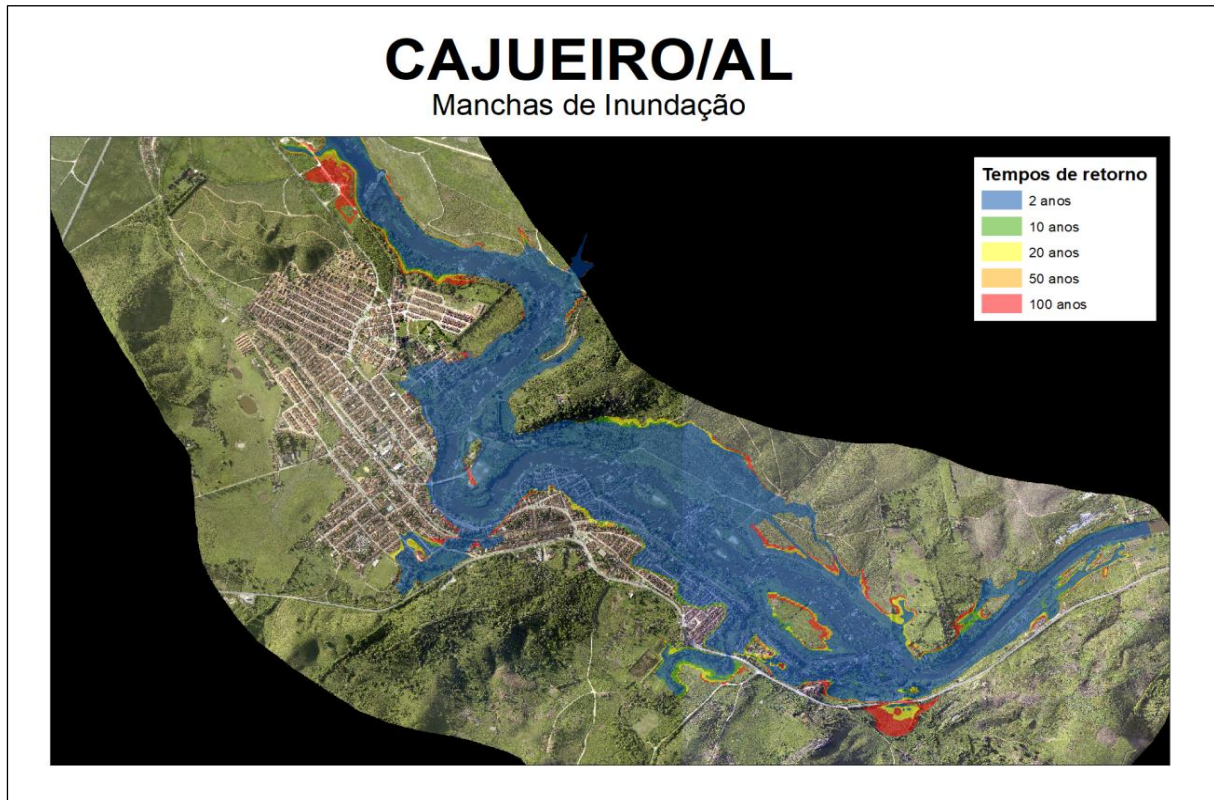 CAJUEIRO/AL
Manchas de Inundação
Tempos de retorno
2 anos
10 anos
20 anos
50 anos
100 anos